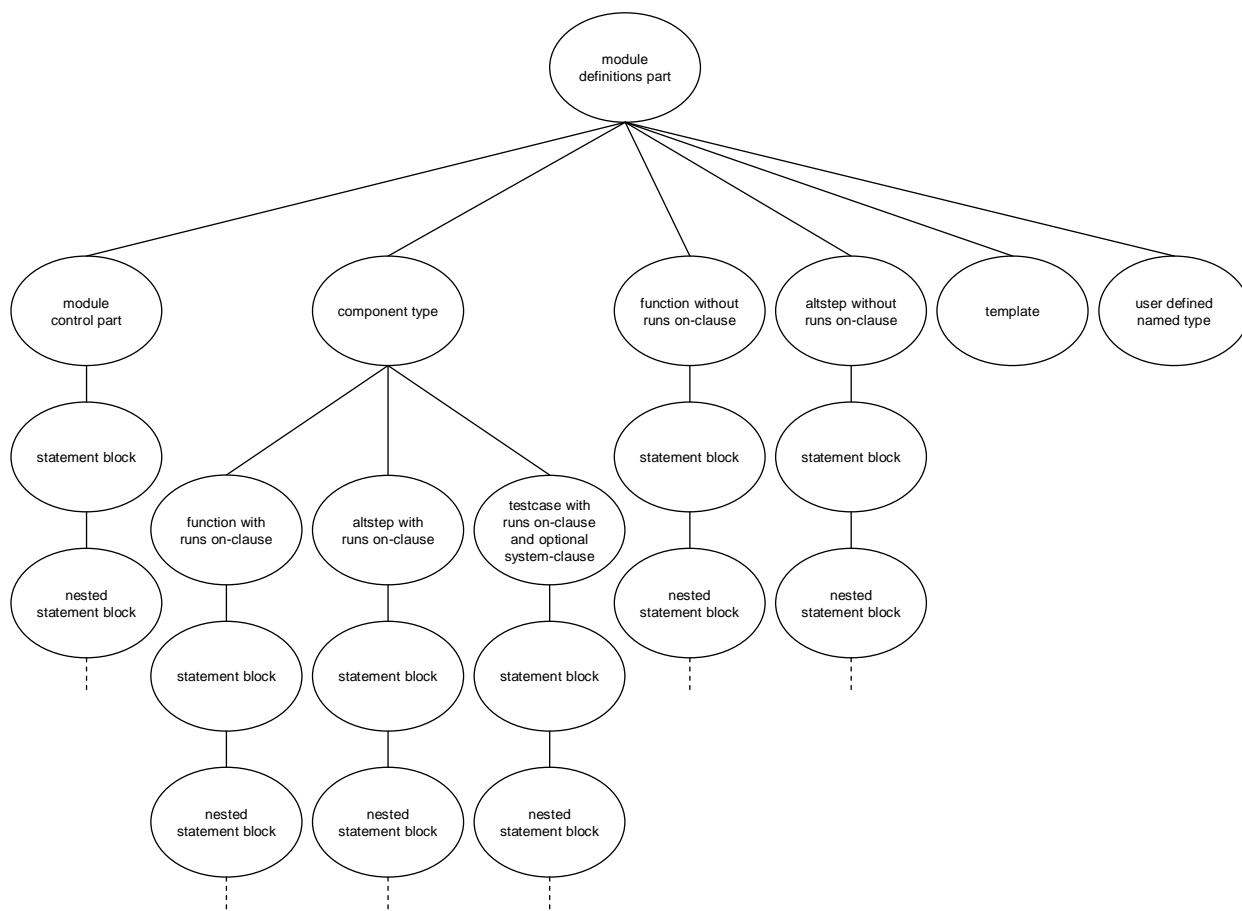 module
definitions part
module
control part
component type
function without
runs on-clause
altstep without
runs on-clause
template
user defined
named type
statement block
statement block
statement block
function with
runs on-clause
altstep with
runs on-clause
testcase with
runs on-clause
and optional
system-clause
nested
statement block
nested
statement block
nested
statement block
statement block
statement block
statement block
nested
statement block
nested
statement block
nested
statement block